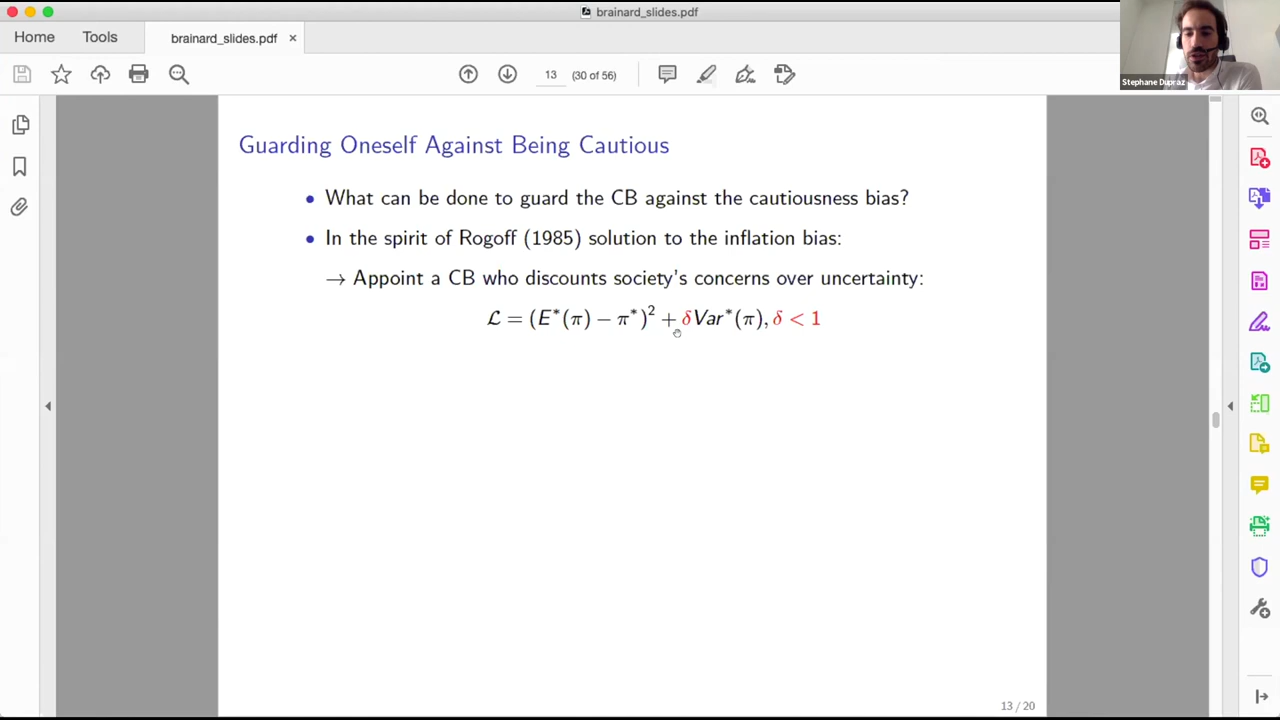 brainard_slides.pdf
Home
Tools
brainard_slides.pdf ×
13 (30 of 56)
Stephane Dupraz
Guarding Oneself Against Being Cautious
• What can be done to guard the CB against the cautiousness bias?
• In the spirit of Rogoff (1985) solution to the inflation bias:
→ Appoint a CB who discounts society's concerns over uncertainty:
ℒ = (E*(π) − π*)² + δVar*(π), δ < 1
13 / 20